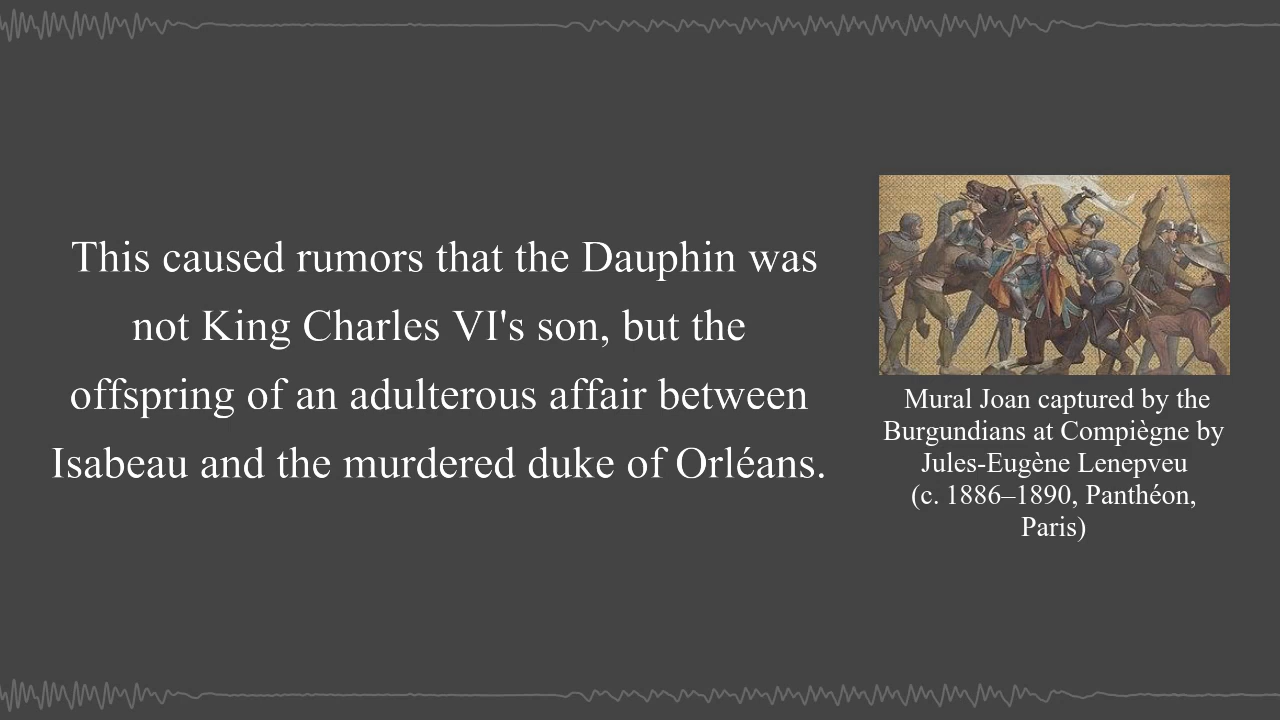 This caused rumors that the Dauphin was
not King Charles VI's son, but the
offspring of an adulterous affair between
Isabeau and the murdered duke of Orléans.
Mural Joan captured by the
Burgundians at Compiègne by
Jules-Eugène Lenepveu
(c. 1886–1890, Panthéon,
Paris)